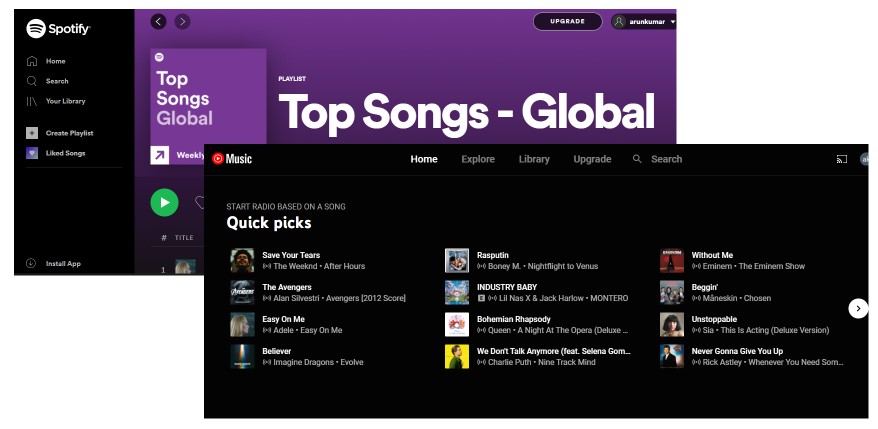 Spotify
UPGRADE
arunkumar
Home
Search
Your Library
Create Playlist
Liked Songs
Install App
Top
Songs
Global
Weekly
PLAYLIST
Top Songs - Global
# TITLE
1
Music
Home Explore Library Upgrade Search
START RADIO BASED ON A SONG
Quick picks
Save Your Tears
The Weeknd • After Hours
The Avengers
Alan Silvestri • Avengers [2012 Score]
Easy On Me
Adele • Easy On Me
Believer
Imagine Dragons • Evolve
Rasputin
Boney M. • Nightflight to Venus
INDUSTRY BABY
E Lil Nas X & Jack Harlow • MONTERO
Bohemian Rhapsody
Queen • A Night At The Opera (Deluxe ...
We Don't Talk Anymore (feat. Selena Gom...
Charlie Puth • Nine Track Mind
Without Me
Eminem • The Eminem Show
Beggin'
Måneskin • Chosen
Unstoppable
Sia • This Is Acting (Deluxe Version)
Never Gonna Give You Up
Rick Astley • Whenever You Need Som...